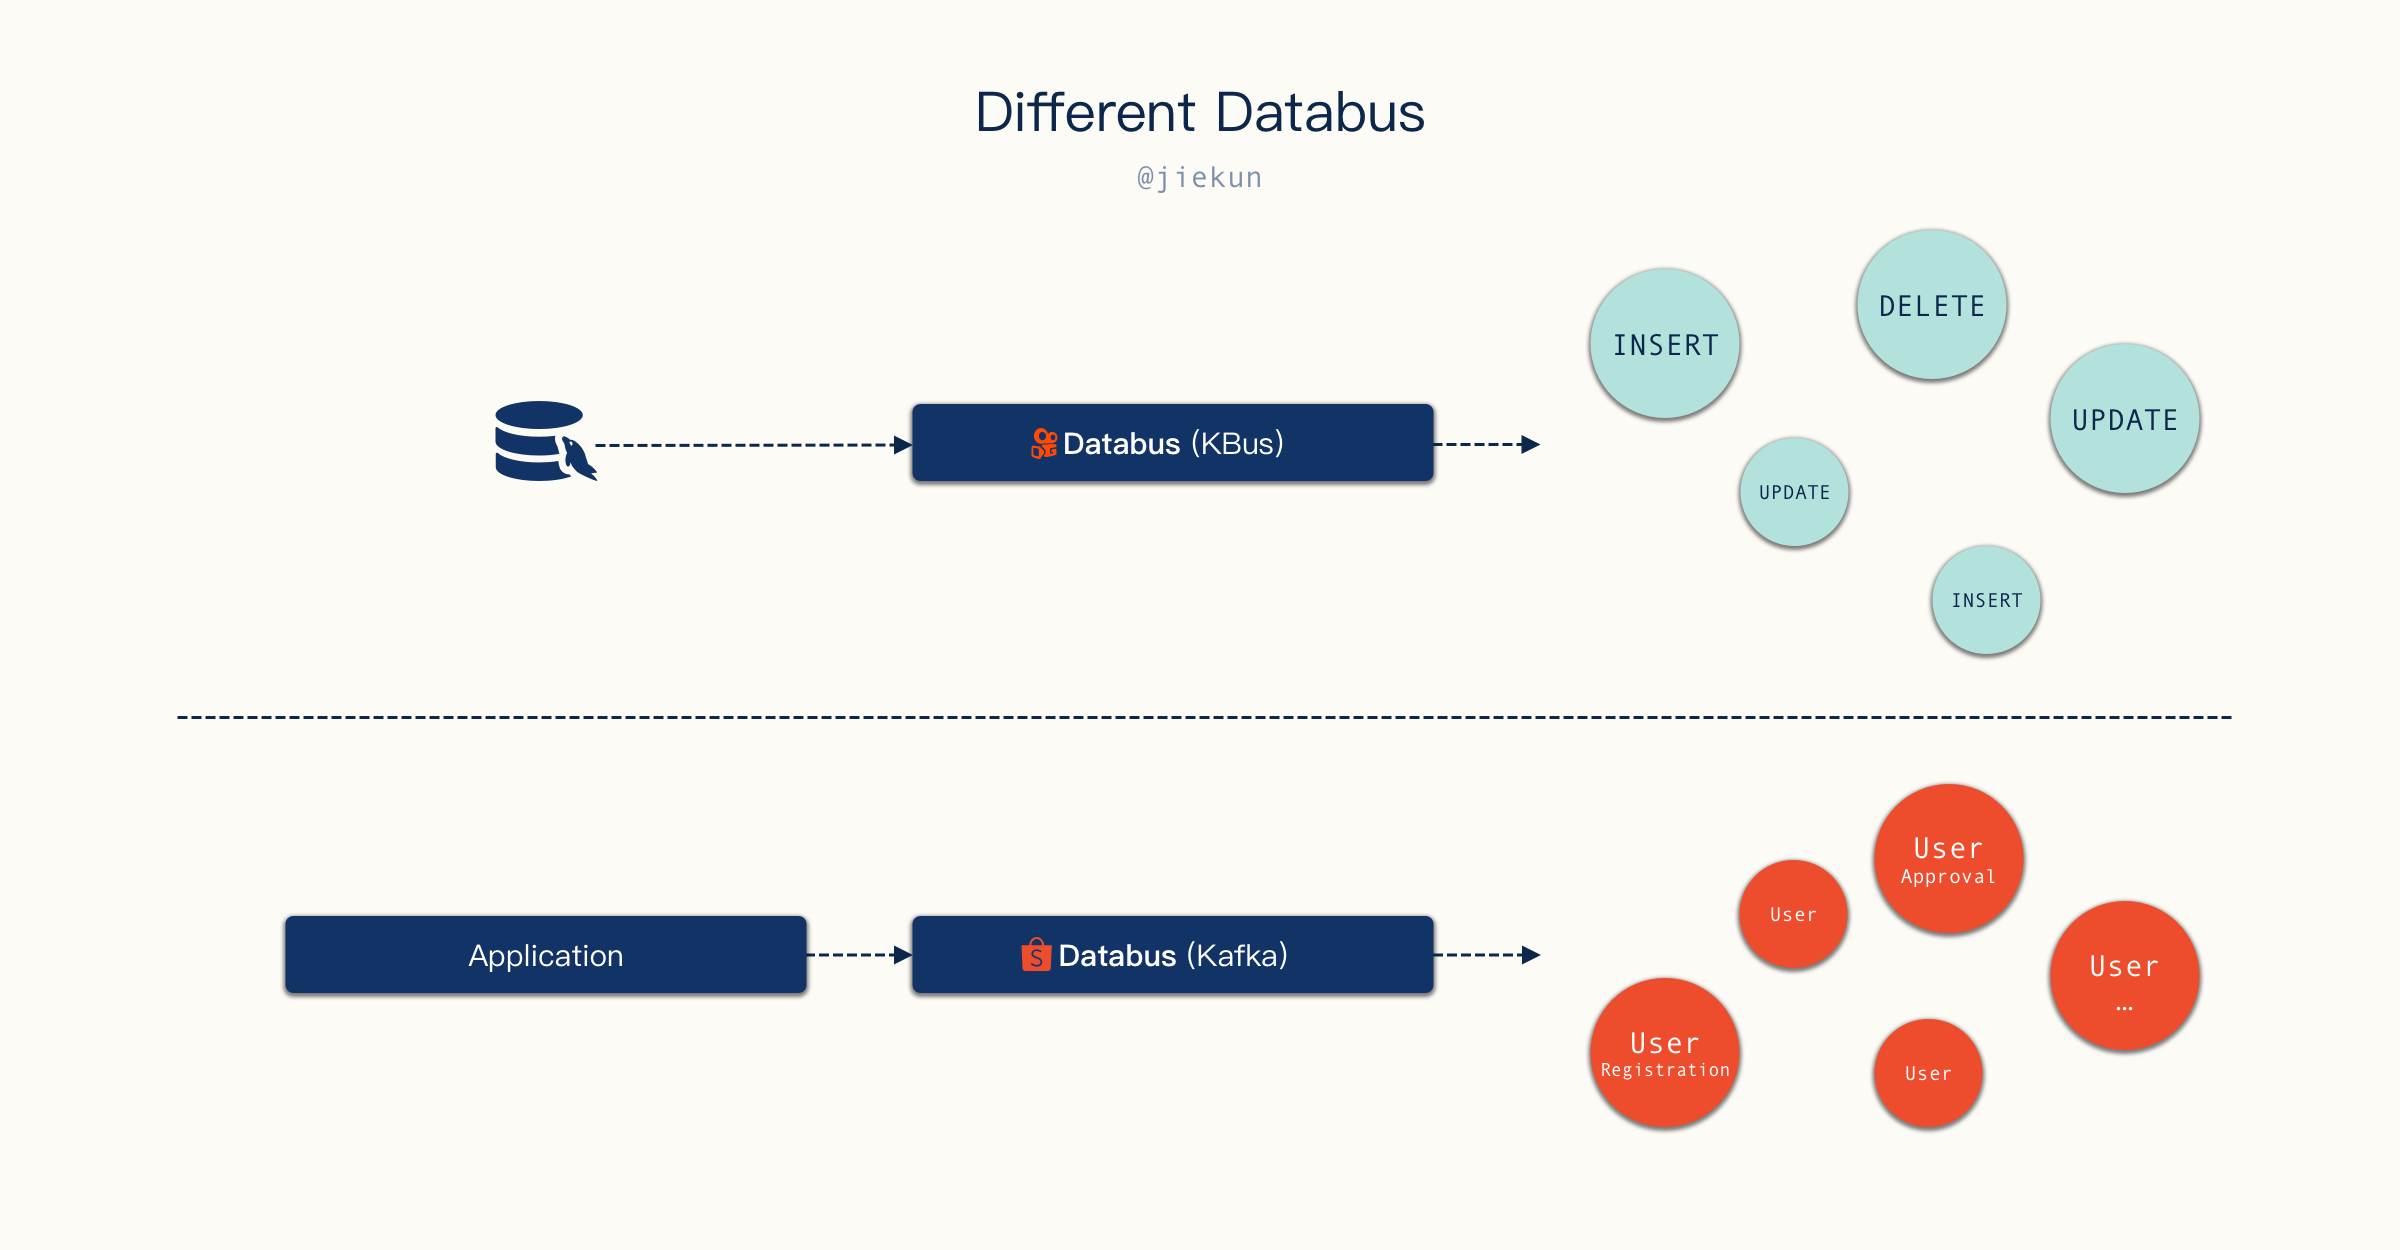 Different Databus
@jiekun
DELETE
INSERT
UPDATE
Databus (KBus)
UPDATE
INSERT
User
Approval
User
Application
S Databus (Kafka)
User
...
User
Registration
User